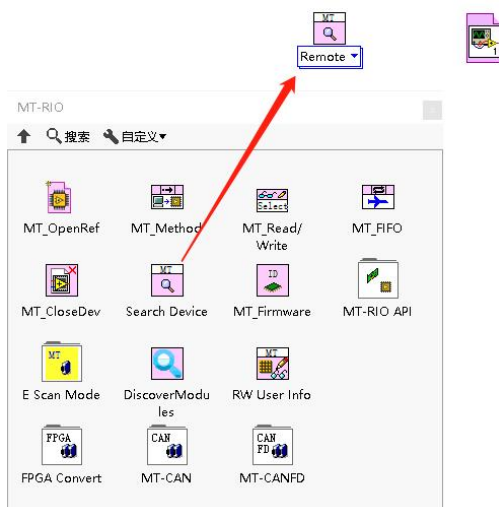 MT
Remote
1
MT-RIO
搜索 自定义
MT_OpenRef MT_Method MT_Read/
Write MT_FIFO
Select
MT
ID
MT_CloseDev Search Device MT_Firmware MT-RIO API
MT
MT
E Scan Mode DiscoverModu
les RW User Info
FPGA
CAN
CAN
FD
FPGA Convert MT-CAN MT-CANFD